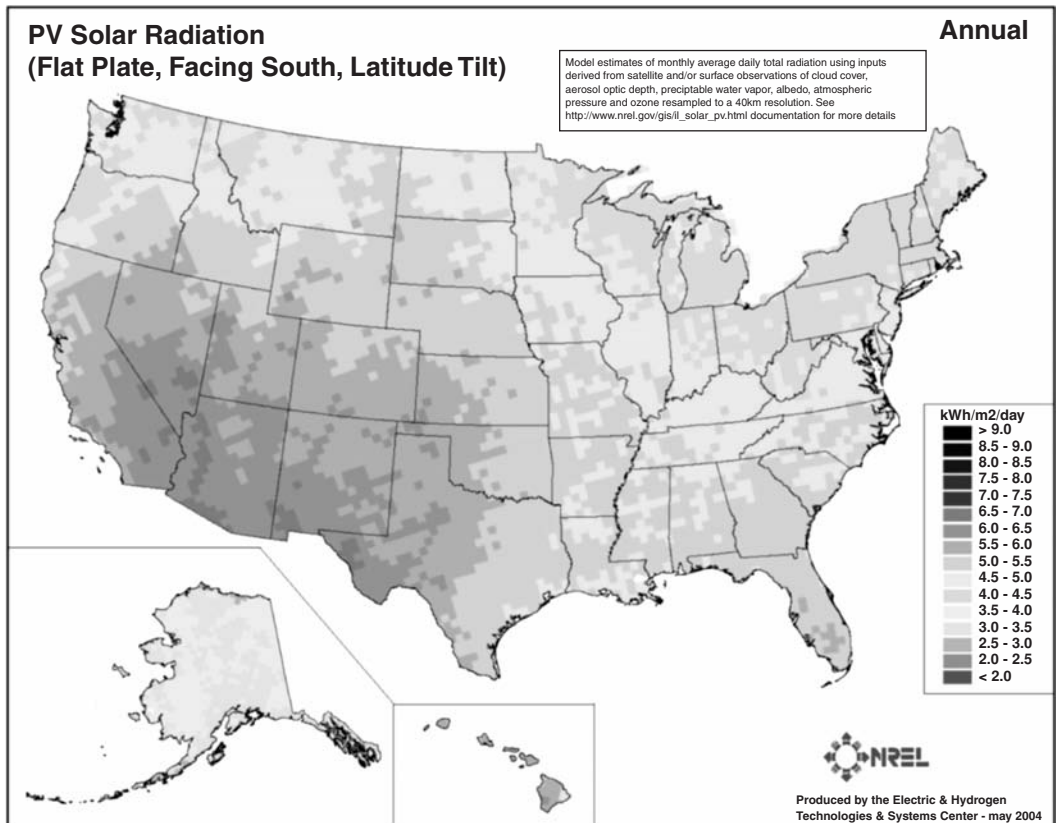 PV Solar Radiation
(Flat Plate, Facing South, Latitude Tilt)
Annual
Model estimates of monthly average daily total radiation using inputs
derived from satellite and/or surface observations of cloud cover,
aerosol optic depth, preciptable water vapor, albedo, atmospheric
pressure and ozone resampled to a 40km resolution. See
http://www.nrel.gov/gis/il_solar_pv.html documentation for more details
kWh/m2/day
> 9.0
8.5 - 9.0
8.0 - 8.5
7.5 - 8.0
7.0 - 7.5
6.5 - 7.0
6.0 - 6.5
5.5 - 6.0
5.0 - 5.5
4.5 - 5.0
4.0 - 4.5
3.5 - 4.0
3.0 - 3.5
2.5 - 3.0
2.0 - 2.5
< 2.0
NREL
Produced by the Electric & Hydrogen
Technologies & Systems Center - may 2004